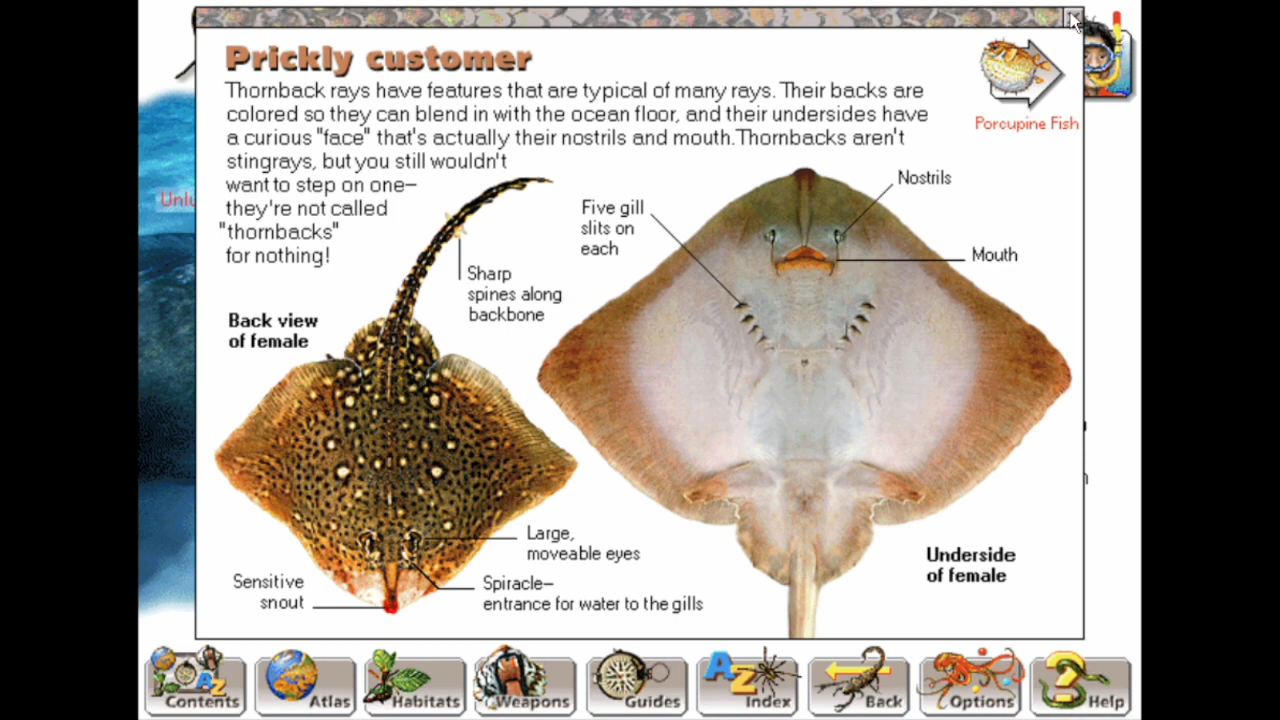 Prickly customer
Thornback rays have features that are typical of many rays. Their backs are
colored so they can blend in with the ocean floor, and their undersides have
a curious "face" that's actually their nostrils and mouth.Thornbacks aren't
stingrays, but you still wouldn't
want to step on one–
they're not called
"thornbacks"
for nothing!
Porcupine Fish
Unlu
Nostrils
Five gill
slits on
each
Mouth
Sharp
spines along
backbone
Back view
of female
Large,
moveable eyes
Sensitive
snout
Spiracle–
entrance for water to the gills
Underside
of female
Contents
Atlas
Habitats
Weapons
Guides
AZ
Index
Back
Options
?
Help